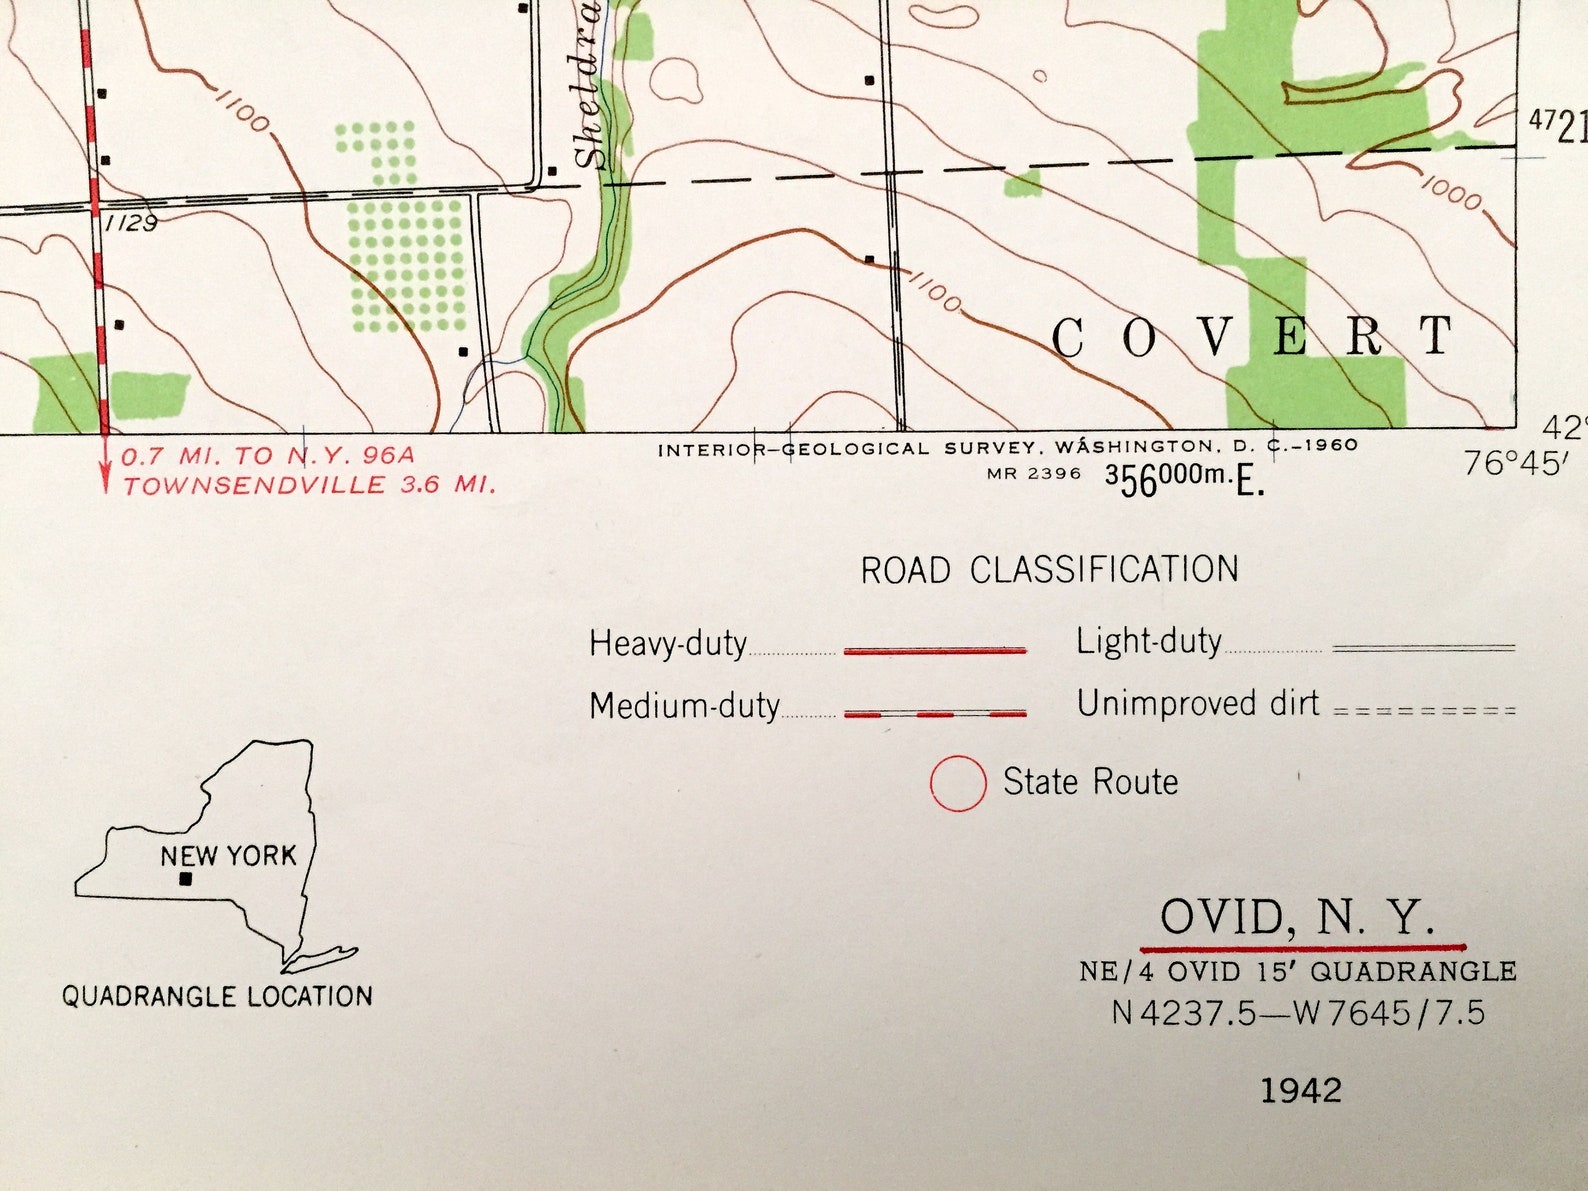 Sheldra
1100
4721
1000
1129
1100
COVERT
42°
76°45′
0.7 MI. TO N.Y. 96A
TOWNSENDVILLE 3.6 MI.
INTERIOR—GEOLOGICAL SURVEY, WASHINGTON, D. C.—1960
MR 2396
356000m.E.
ROAD CLASSIFICATION
Heavy-duty
Light-duty
Medium-duty
Unimproved dirt
State Route
NEW YORK
QUADRANGLE LOCATION
OVID, N. Y.
NE/4 OVID 15′ QUADRANGLE
N4237.5—W7645/7.5
1942